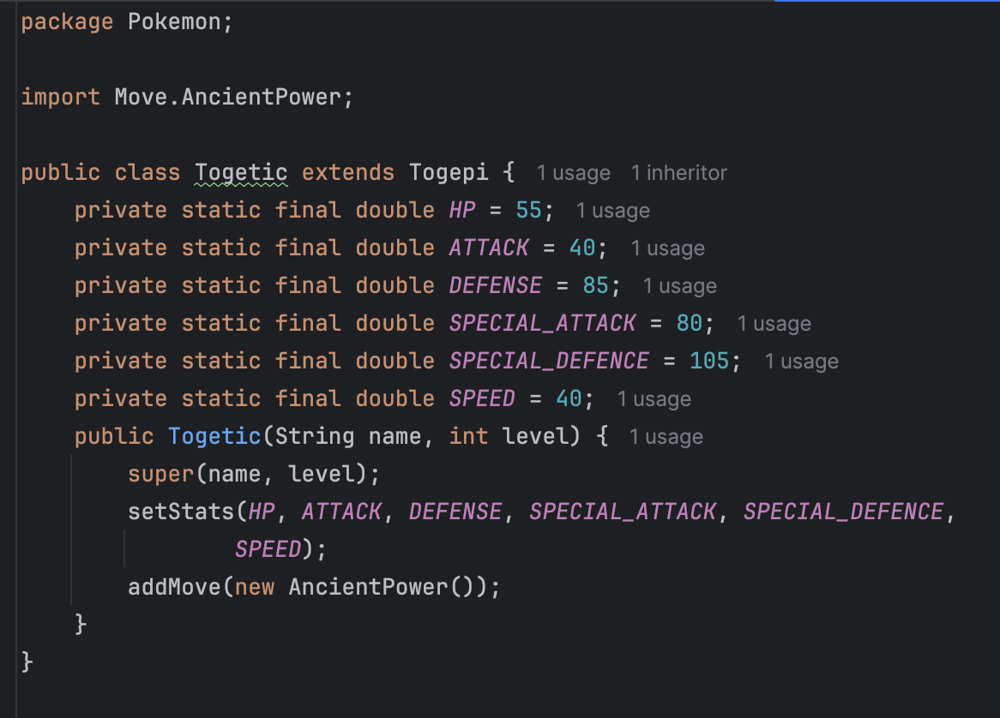 package Pokemon;
import Move.AncientPower;
public class Togetic extends Togepi {  1 usage  1 inheritor
    private static final double HP = 55;  1 usage
    private static final double ATTACK = 40;  1 usage
    private static final double DEFENSE = 85;  1 usage
    private static final double SPECIAL_ATTACK = 80;  1 usage
    private static final double SPECIAL_DEFENCE = 105;  1 usage
    private static final double SPEED = 40;  1 usage
    public Togetic(String name, int level) {  1 usage
        super(name, level);
        setStats(HP, ATTACK, DEFENSE, SPECIAL_ATTACK, SPECIAL_DEFENCE,
                SPEED);
        addMove(new AncientPower());
    }
}